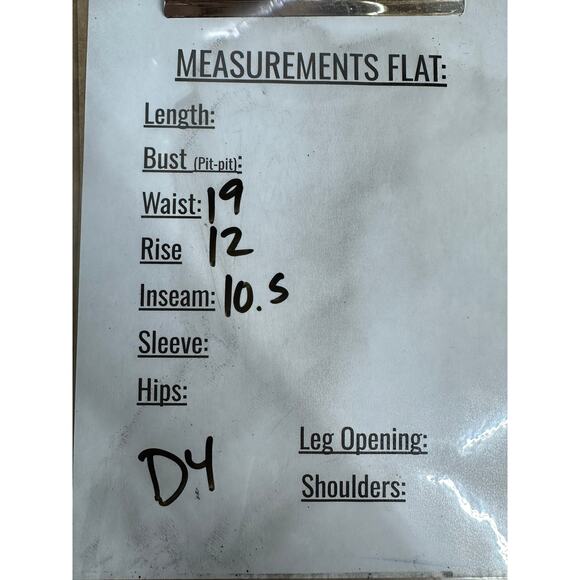 MEASUREMENTS FLAT:
Length:
Bust (Pit-pit):
Waist: 19
Rise 12
Inseam: 10.5
Sleeve:
Hips:
Leg Opening:
D4
Shoulders: